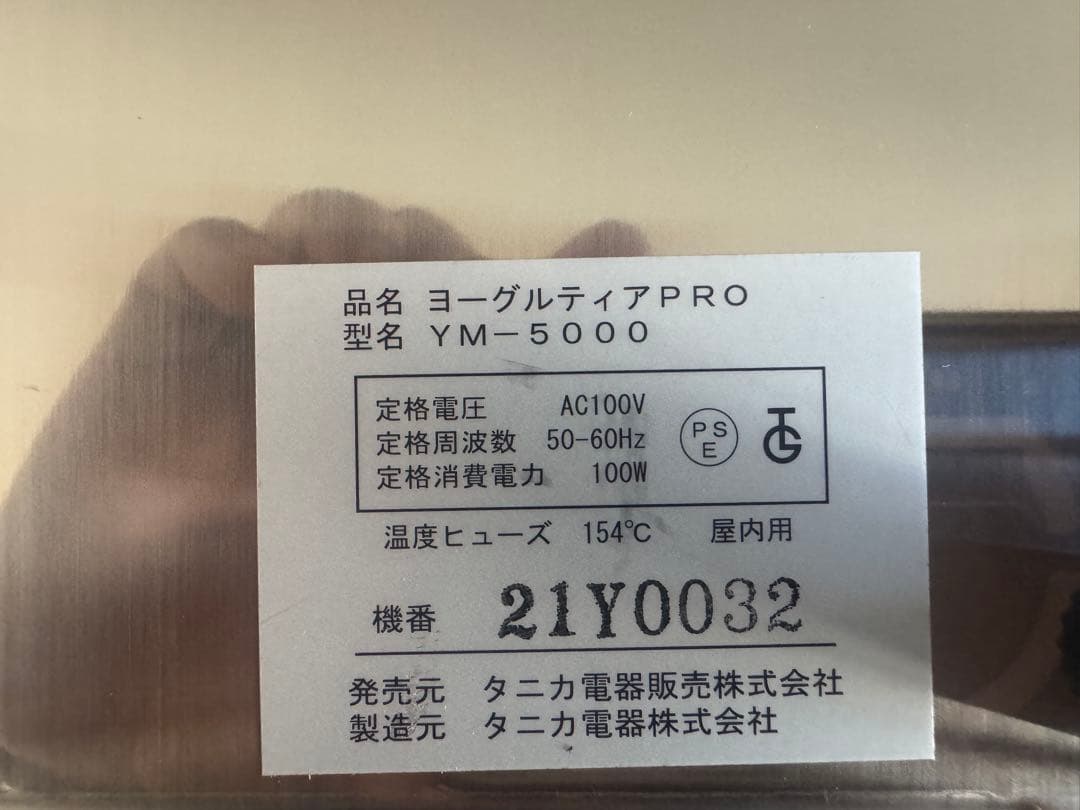 品名 ヨーグルティアPRO
型名 YM-5000
定格電圧 AC100V
定格周波数 50-60Hz
定格消費電力 100W
PSE
TG
温度ヒューズ 154℃ 屋内用
機番 21Y0032
発売元 タニカ電器販売株式会社
製造元 タニカ電器株式会社